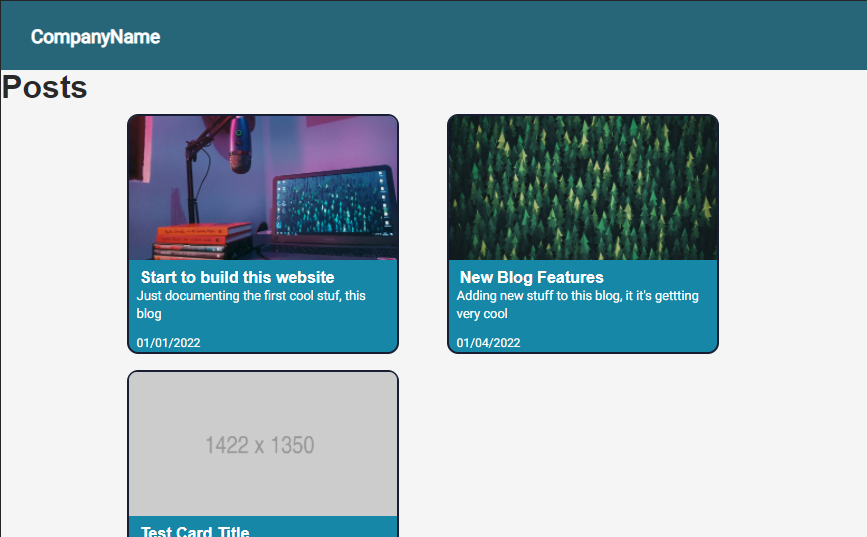 CompanyName
Posts
Start to build this website
Just documenting the first cool stuf, this
blog
01/01/2022
New Blog Features
Adding new stuff to this blog, it it's gettting
very cool
01/04/2022
1422 x 1350
Test Card Title